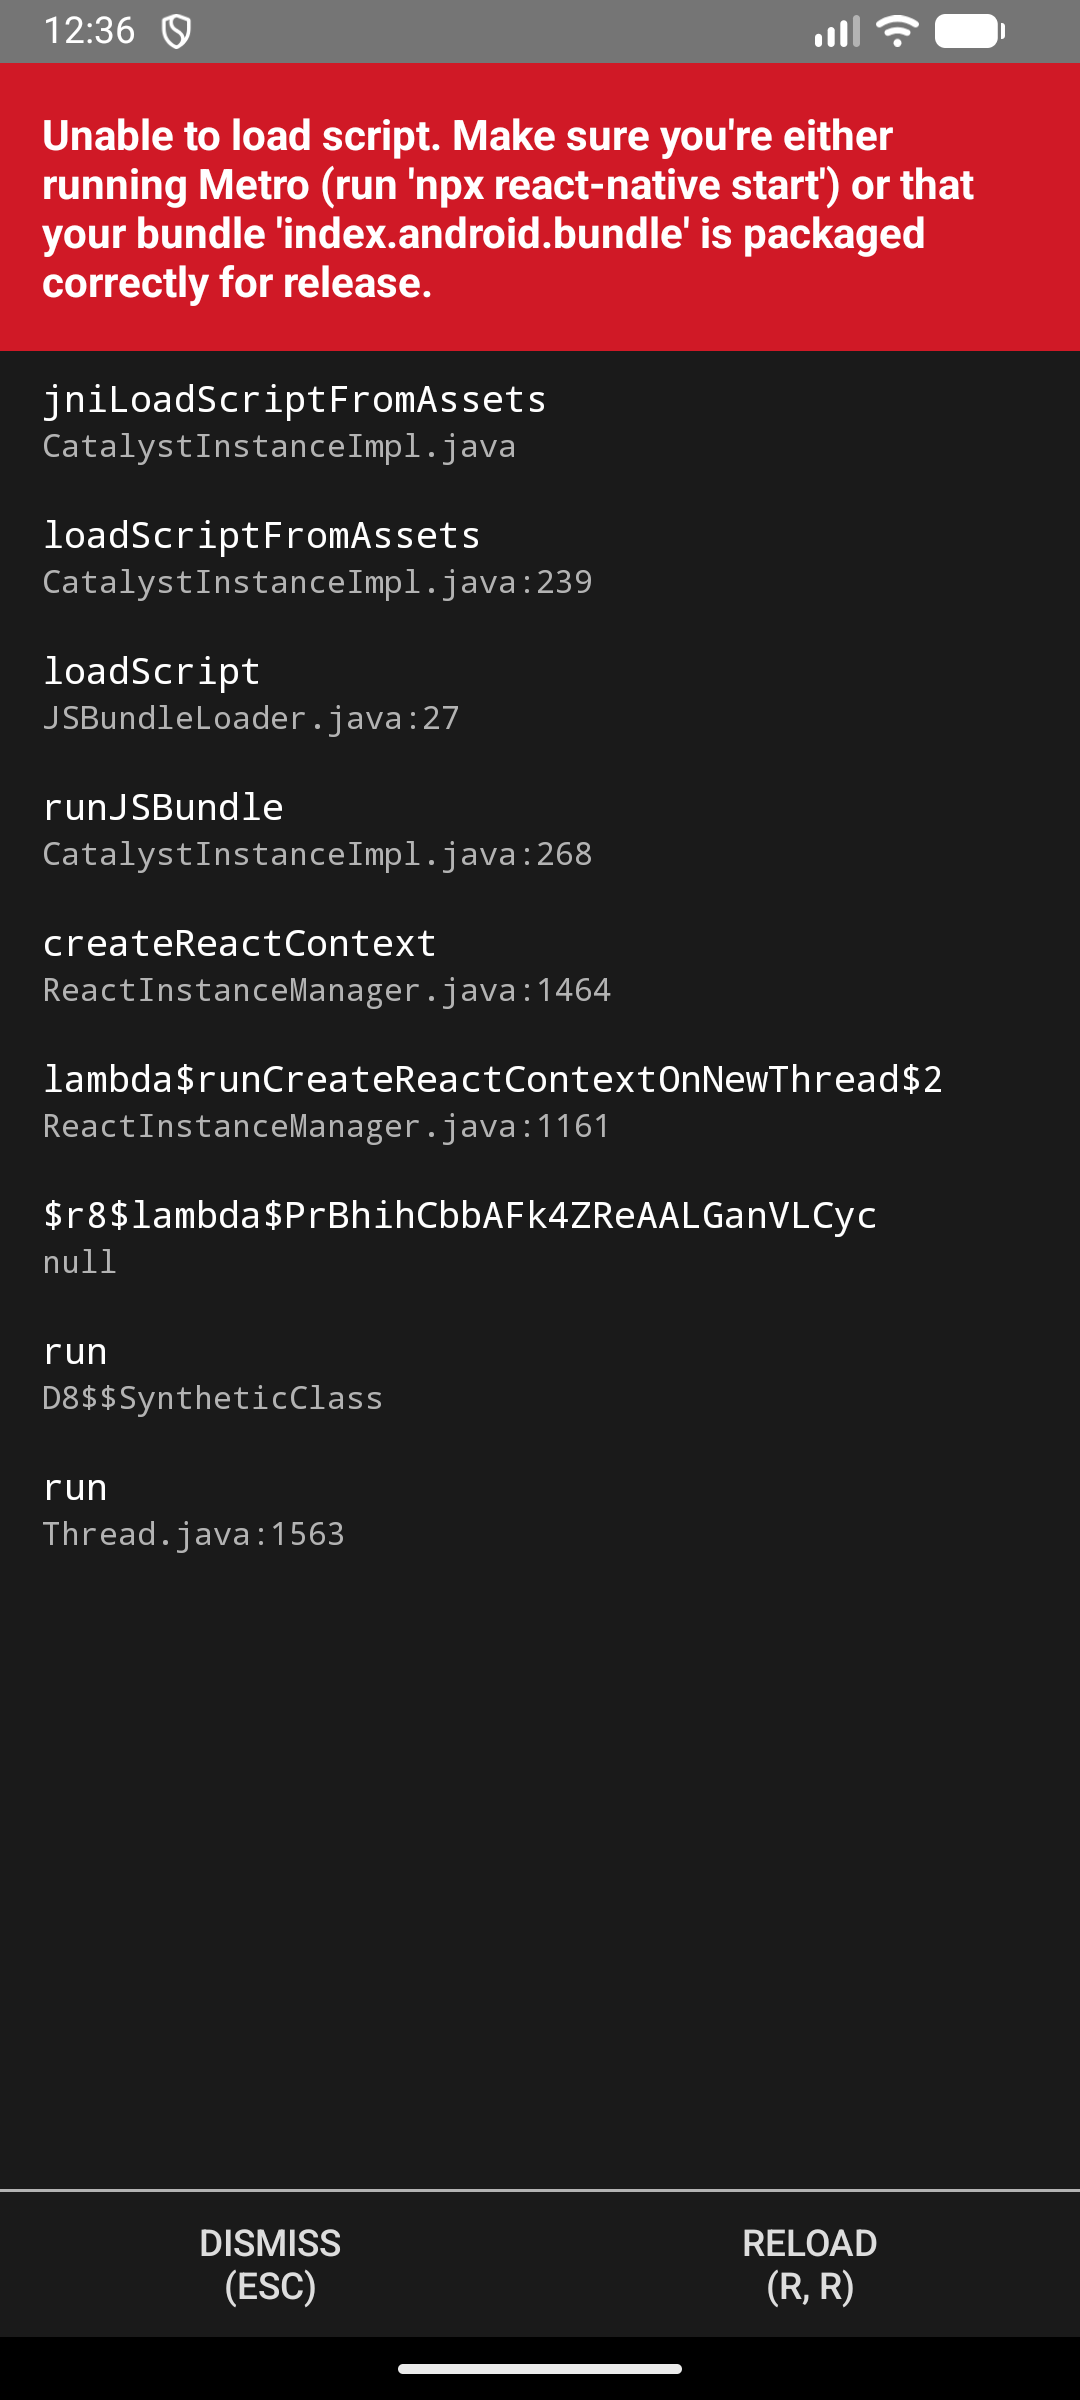 12:36
Unable to load script. Make sure you're either
running Metro (run 'npx react-native start') or that
your bundle 'index.android.bundle' is packaged
correctly for release.
jniLoadScriptFromAssets
CatalystInstanceImpl.java
loadScriptFromAssets
CatalystInstanceImpl.java:239
loadScript
JSBundleLoader.java:27
runJSBundle
CatalystInstanceImpl.java:268
createReactContext
ReactInstanceManager.java:1464
lambda$runCreateReactContextOnNewThread$2
ReactInstanceManager.java:1161
$r8$lambda$PrBhihCbbAFk4ZReAALGanVLCyc
null
run
D8$$SyntheticClass
run
Thread.java:1563
DISMISS
(ESC)
RELOAD
(R, R)